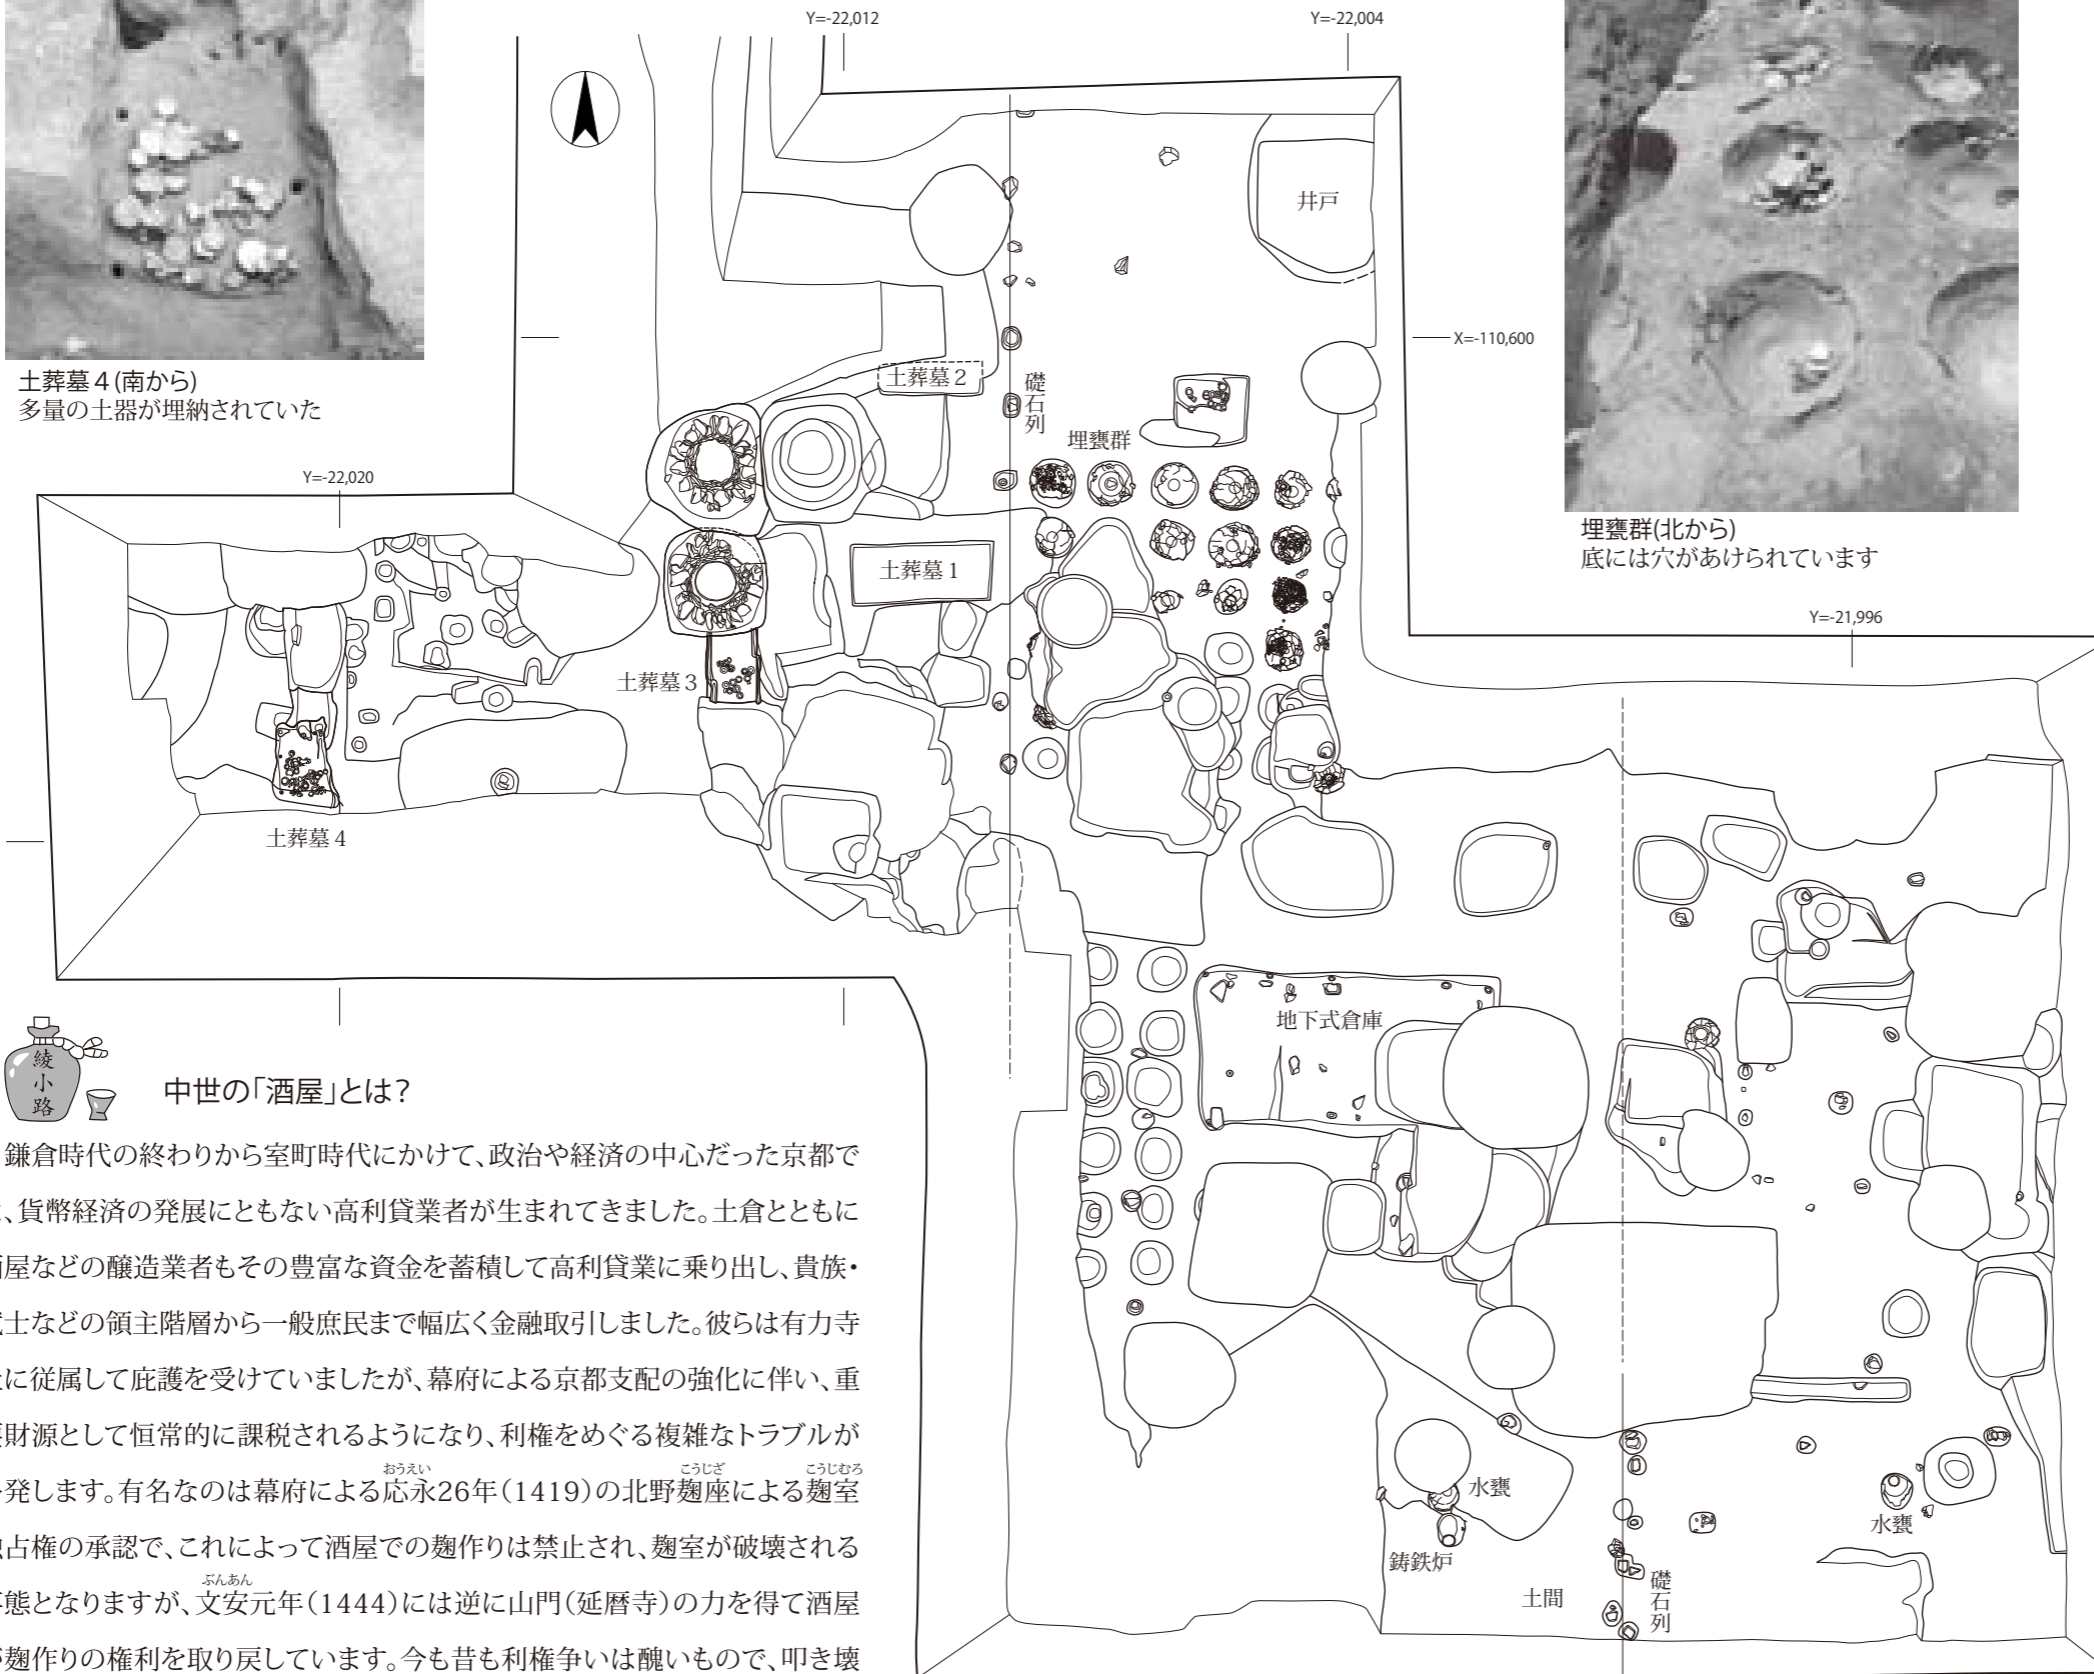 Y=-22,012
Y=-22,004
井戸
X=-110,600
土葬墓４(南から)
多量の土器が埋納されていた
土葬墓２
礎石列
埋甕群
埋甕群(北から)
底には穴があけられています
Y=-22,020
土葬墓１
Y=-21,996
土葬墓３
土葬墓４
地下式倉庫
水甕
鋳鉄炉
水甕
土間
礎石列
綾小路
中世の「酒屋」とは？
鎌倉時代の終わりから室町時代にかけて、政治や経済の中心だった京都で
、貨幣経済の発展にともない高利貸業者が生まれてきました。土倉とともに
屋などの醸造業者もその豊富な資金を蓄積して高利貸業に乗り出し、貴族・
士などの領主階層から一般庶民まで幅広く金融取引しました。彼らは有力寺
に従属して庇護を受けていましたが、幕府による京都支配の強化に伴い、重
財源として恒常的に課税されるようになり、利権をめぐる複雑なトラブルが
おうえい こうじざ こうじむろ
発します。有名なのは幕府による応永26年（1419）の北野麹座による麹室
占権の承認で、これによって酒屋での麹作りは禁止され、麹室が破壊される
ぶんあん
態となりますが、文安元年（1444）には逆に山門（延暦寺）の力を得て酒屋
麹作りの権利を取り戻しています。今も昔も利権争いは醜いもので、叩き壊